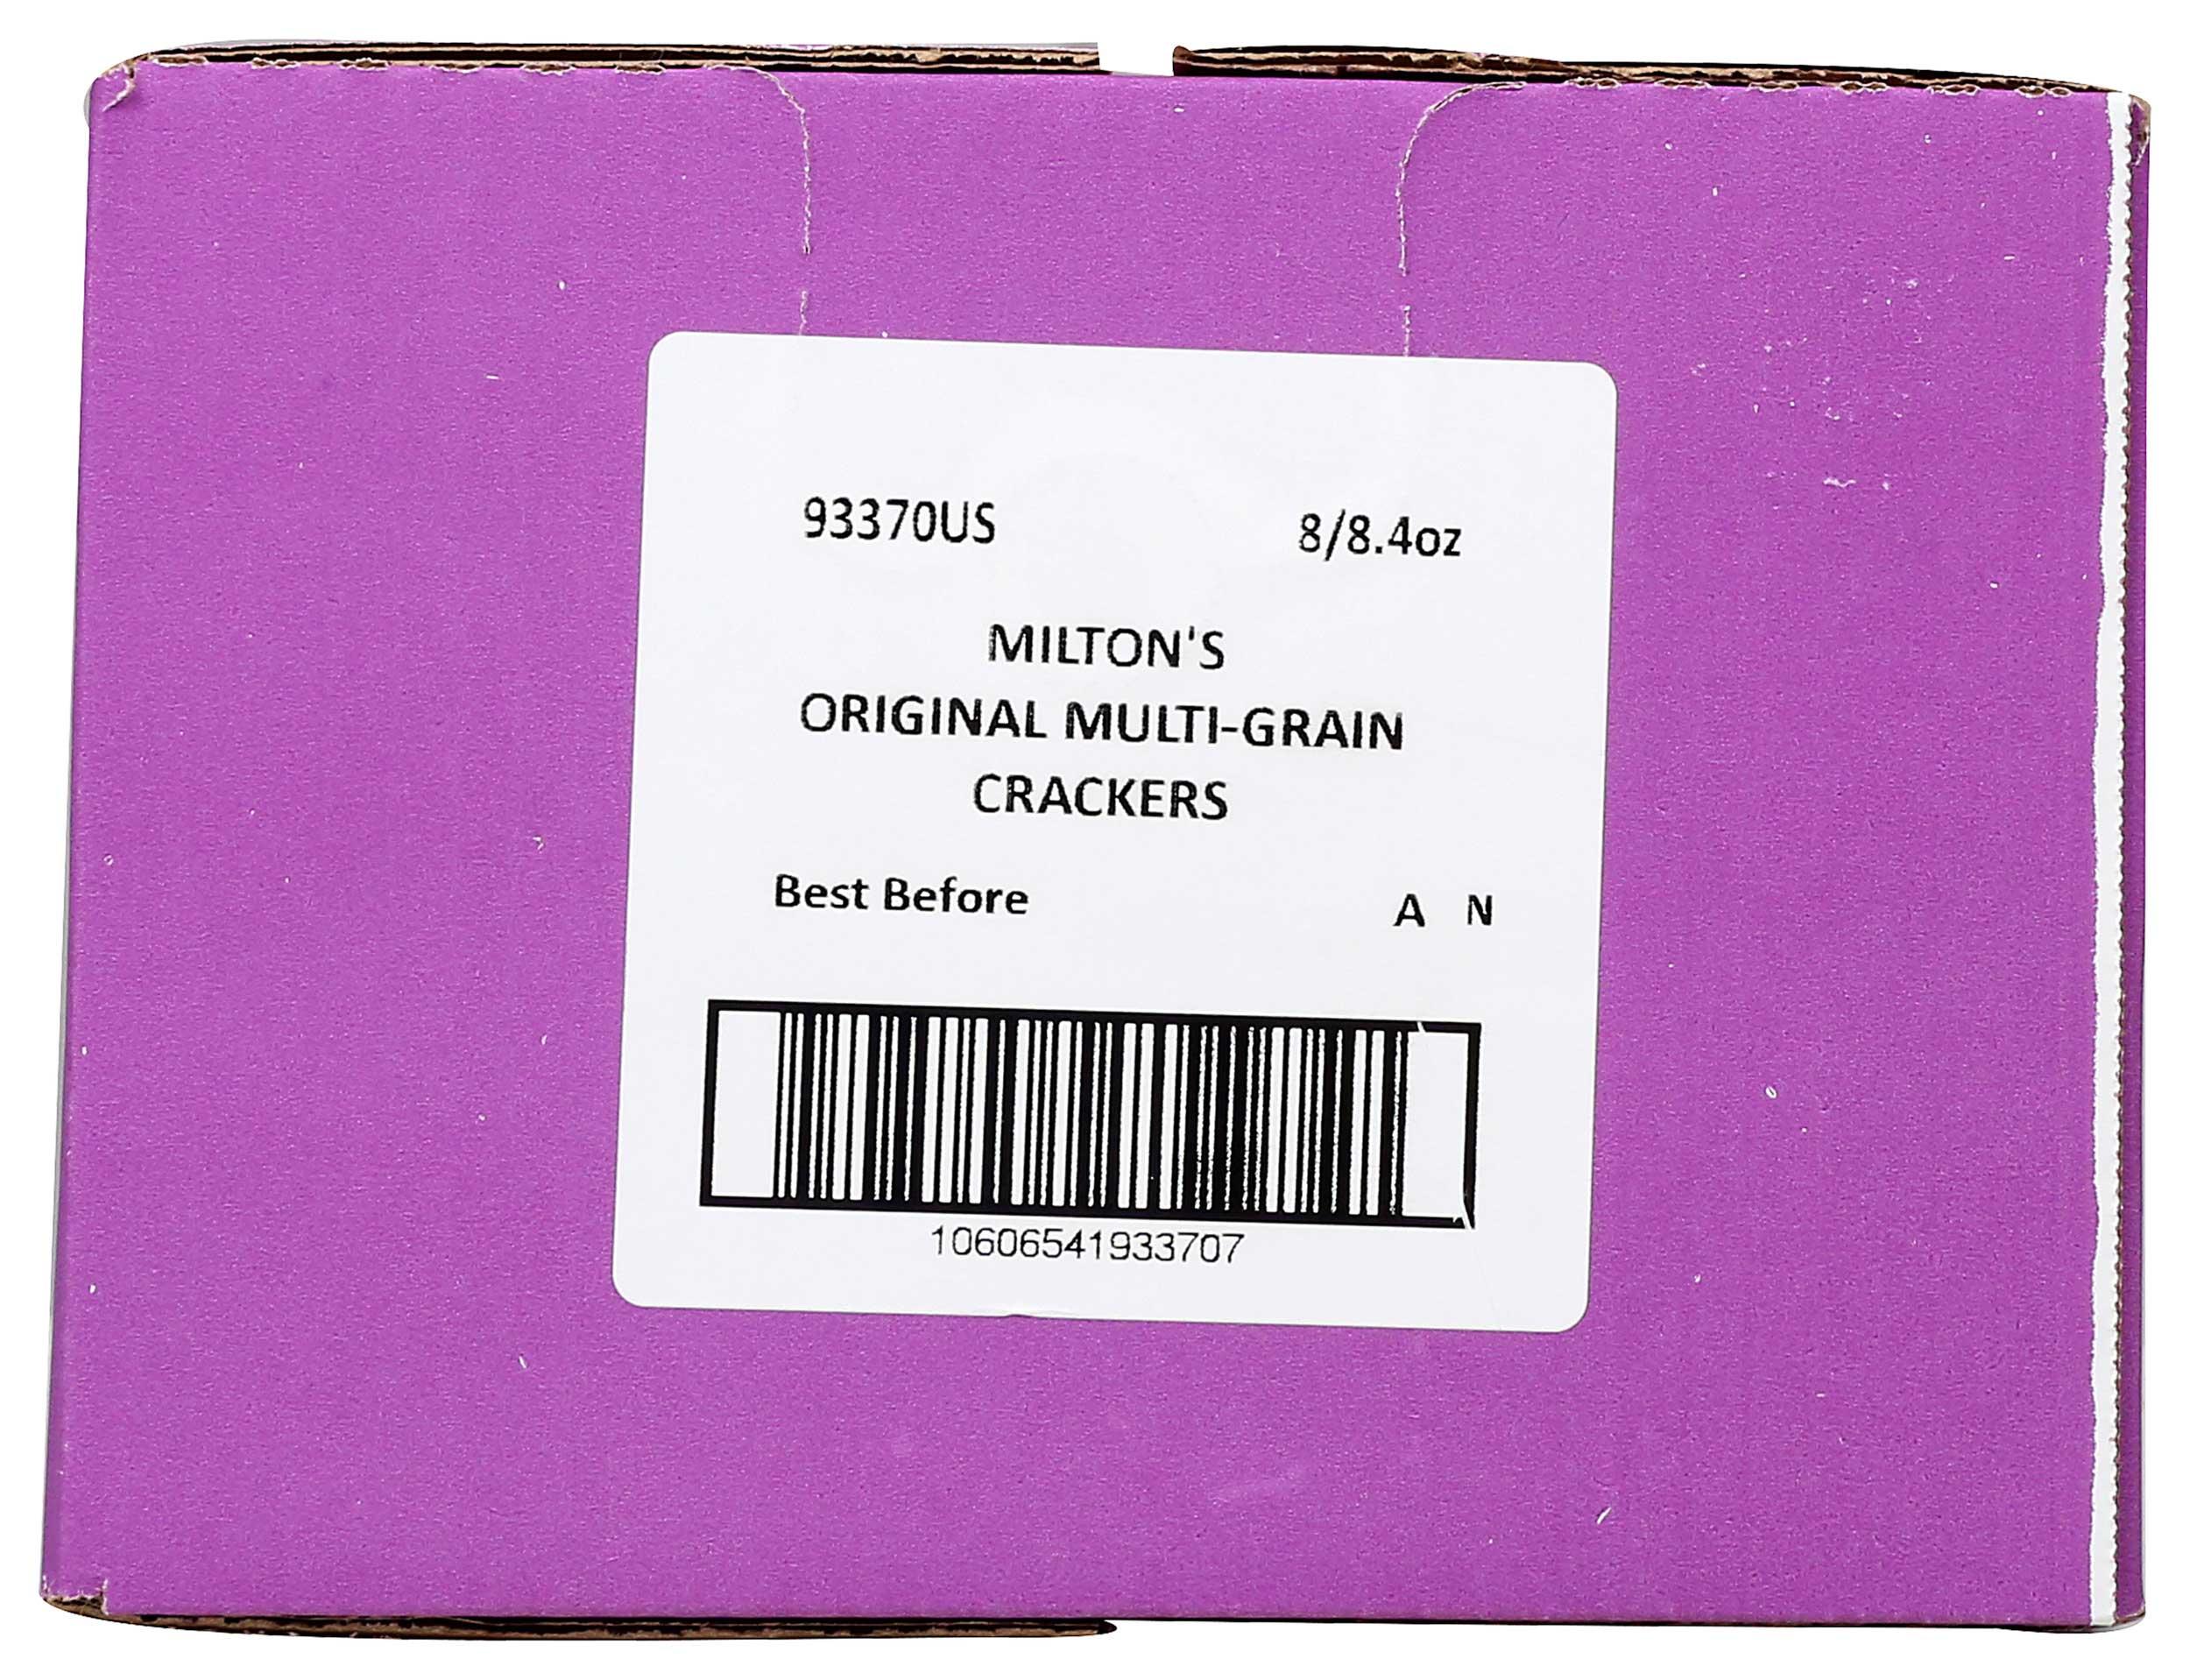 93370US 8/8.4oz
MILTON'S
ORIGINAL MULTI-GRAIN
CRACKERS
Best Before A N
10606541933707